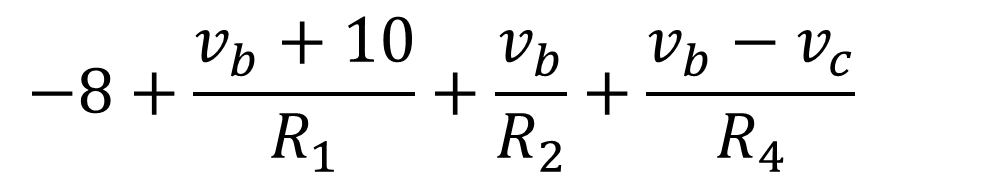 −8 + (v_b + 10)/R_1 + v_b/R_2 + (v_b − v_c)/R_4